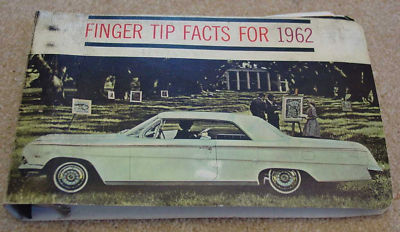 FINGER TIP FACTS FOR 1962